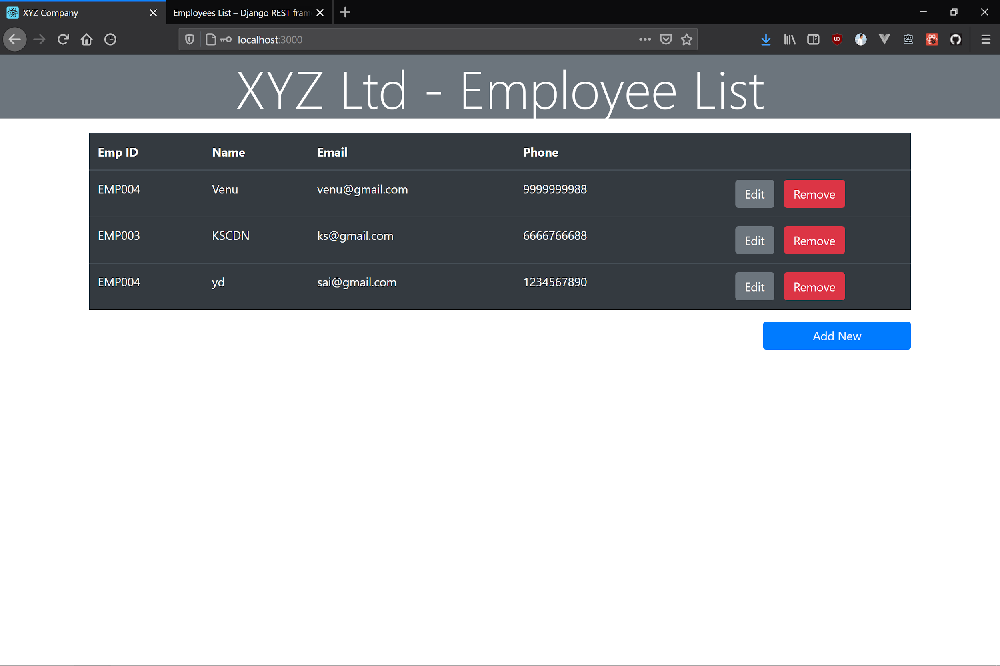 XYZ Company
Employees List – Django REST fram
localhost:3000
XYZ Ltd - Employee List
Emp ID Name Email Phone
EMP004 Venu venu@gmail.com 9999999988 Edit Remove
EMP003 KSCDN ks@gmail.com 6666766688 Edit Remove
EMP004 yd sai@gmail.com 1234567890 Edit Remove
Add New